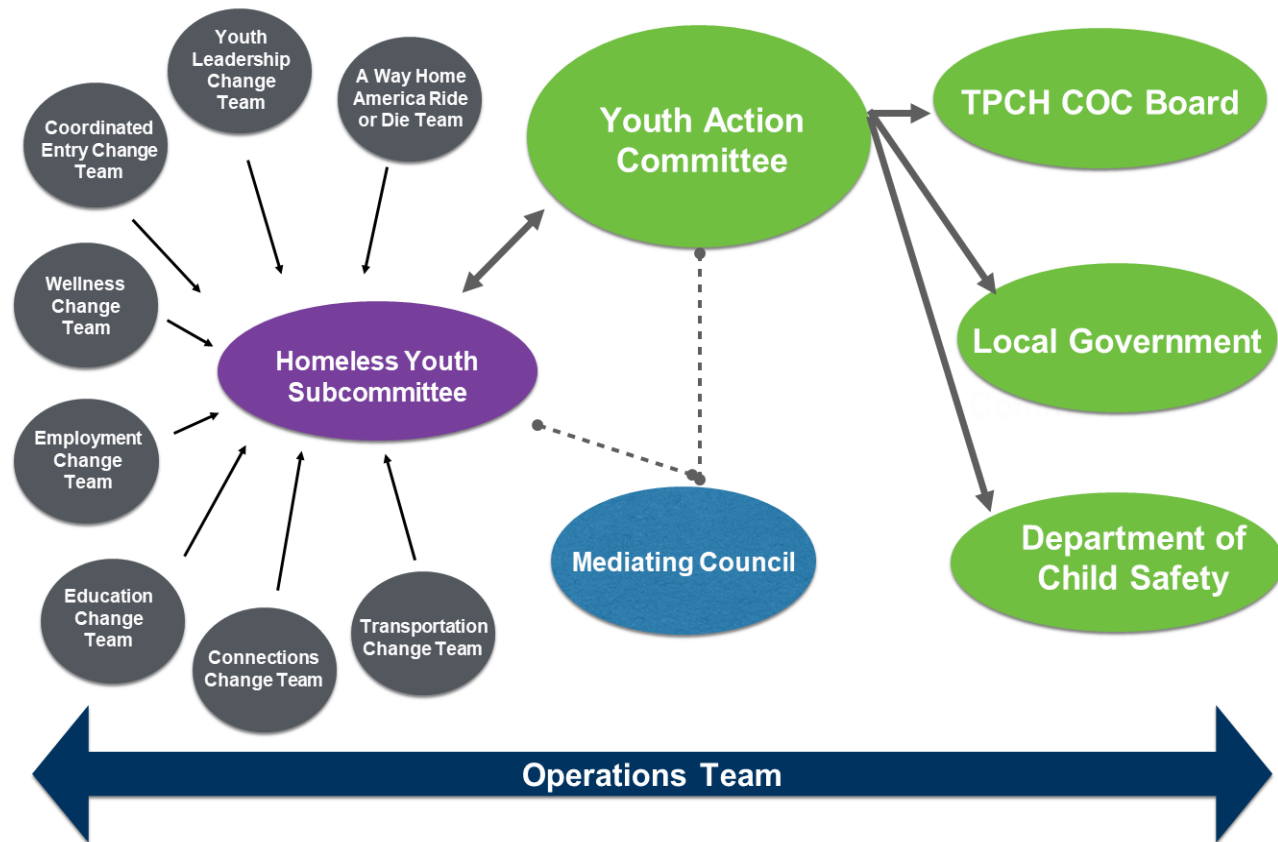 Youth
Leadership
Change
Team
A Way Home
America Ride
or Die Team
Coordinated
Entry Change
Team
Wellness
Change
Team
Employment
Change
Team
Education
Change
Team
Connections
Change Team
Transportation
Change Team
Homeless Youth
Subcommittee
Youth Action
Committee
Mediating Council
TPCH COC Board
Local Government
Department of
Child Safety
Operations Team